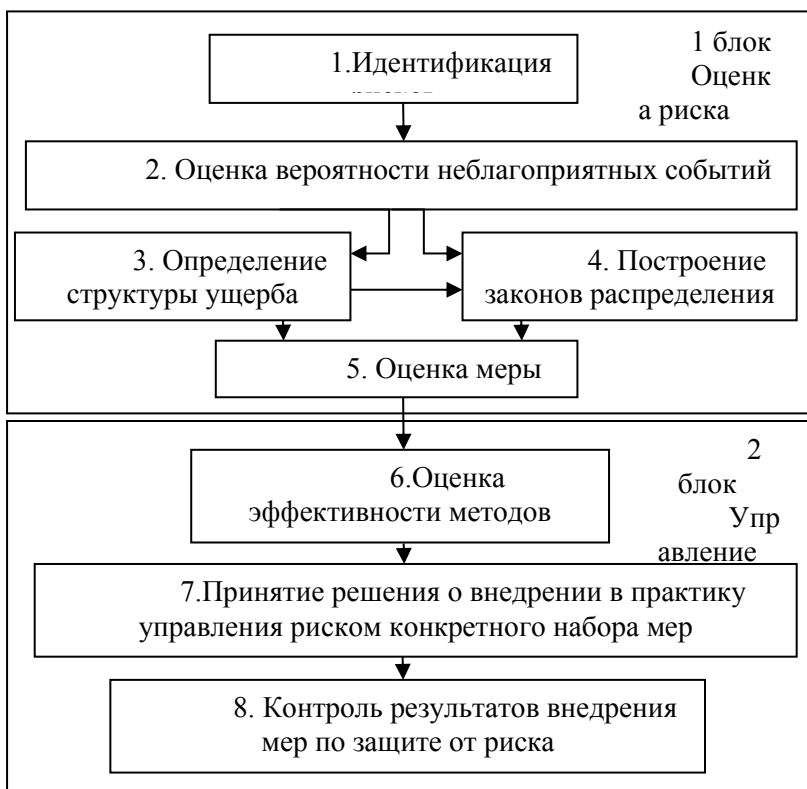 1 блок
Оценк
а риска
1.Идентификация
2. Оценка вероятности неблагоприятных событий
3. Определение
структуры ущерба
4. Построение
законов распределения
5. Оценка меры
2
блок
Упр
авление
6.Оценка
эффективности методов
7.Принятие решения о внедрении в практику
управления риском конкретного набора мер
8. Контроль результатов внедрения
мер по защите от риска